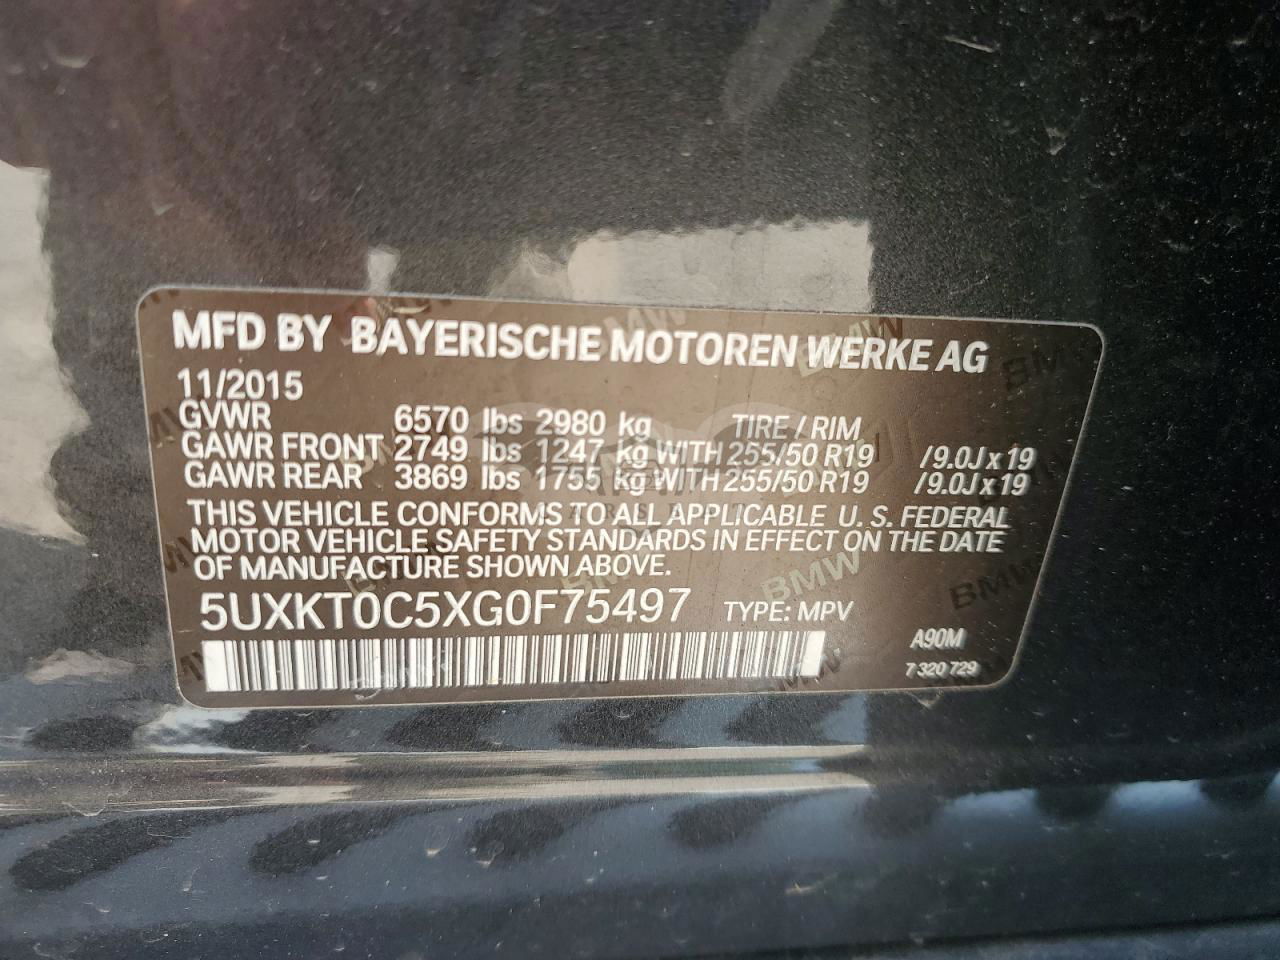 MFD BY BAYERISCHE MOTOREN WERKE AG
11/2015
GVWR 6570 lbs 2980 kg TIRE / RIM
GAWR FRONT 2749 lbs 1247 kg WITH 255/50 R19 /9.0J x 19
GAWR REAR 3869 lbs 1755 kg WITH 255/50 R19 /9.0J x 19
THIS VEHICLE CONFORMS TO ALL APPLICABLE U. S. FEDERAL
MOTOR VEHICLE SAFETY STANDARDS IN EFFECT ON THE DATE
OF MANUFACTURE SHOWN ABOVE.
5UXKT0C5XG0F75497 TYPE: MPV
A90M
7 320 729